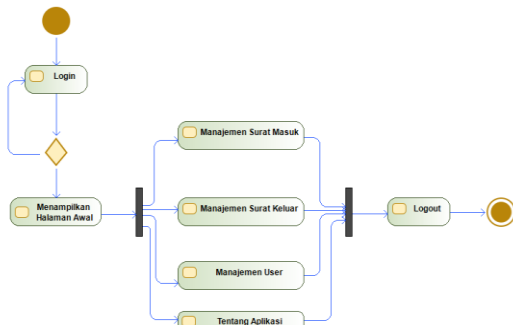 Login
Menampilkan
Halaman Awal
Manajemen Surat Masuk
Manajemen Surat Keluar
Manajemen User
Tentang Aplikasi
Logout